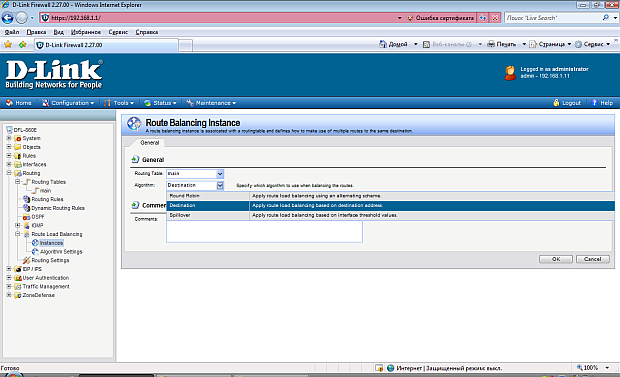 D-Link Firewall 2.27.00 - Windows Internet Explorer
https://192.168.1.1/
Ошибка сертификата
Поиск "Live Search"
Файл Правка Вид Избранное Сервис Справка
D-Link Firewall 2.27.00
Домой Веб-каналы Печать Страница Сервис
D-Link
Building Networks for People
Logged in as administrator
admin - 192.168.1.11
Home Configuration Tools Status Maintenance Logout Help
DFL-860E
System
Objects
Rules
Interfaces
Routing
Routing Tables
main
Routing Rules
Dynamic Routing Rules
OSPF
IGMP
Route Load Balancing
Instances
Algorithm Settings
Routing Settings
IDP / IPS
User Authentication
Traffic Management
ZoneDefense
Route Balancing Instance
A route balancing instance is assoicated with a routingtable and defines how to make use of multiple routes to the same destination.
General
General
Routing Table: main
Algorithm: Destination Specify which algorithm to use when balancing the routes.
Round Robin Apply route load balancing using an alternating scheme.
Destination Apply route load balancing based on destination address.
Spillover Apply route load balancing based on interface threshold values.
Comme
Comments:
OK Cancel
Готово
Интернет | Защищенный режим: выкл.
100%